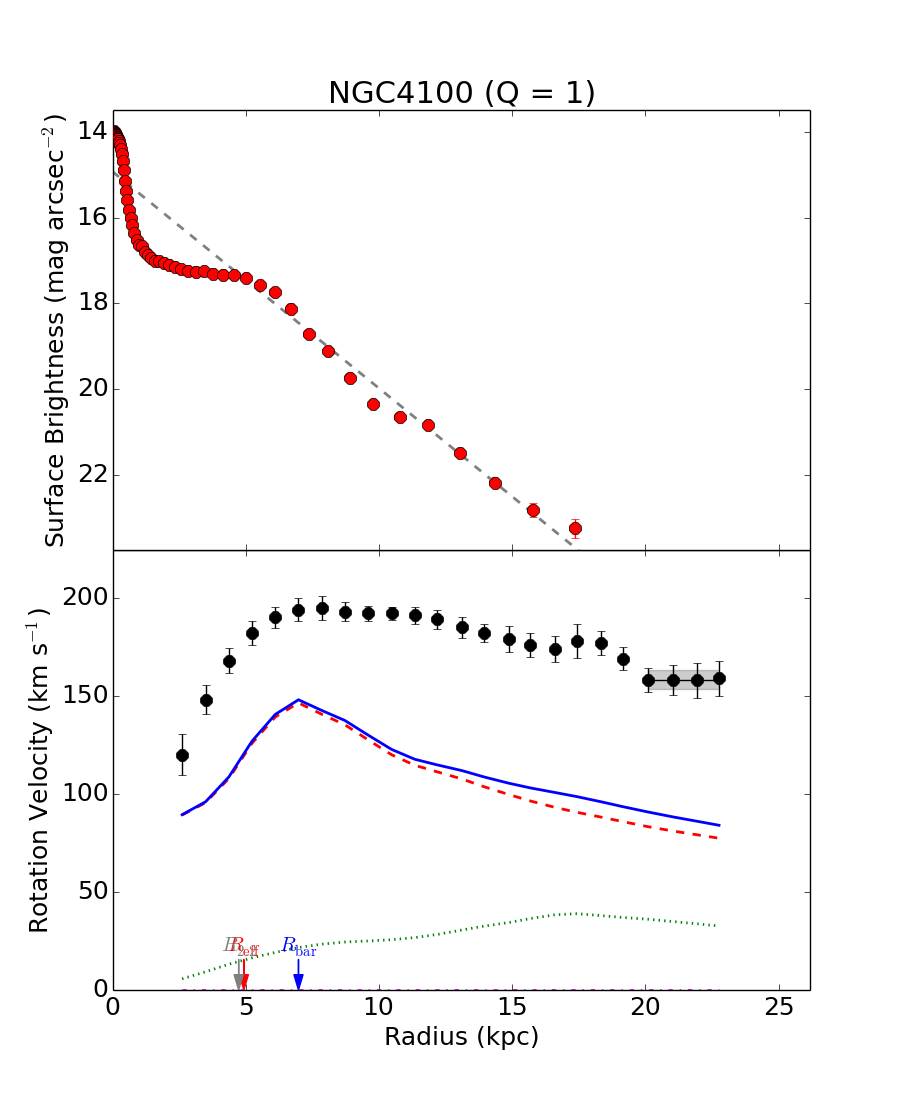 NGC4100 (Q = 1)
14
16
18
20
22
Surface Brightness (mag arcsec⁻²)
200
150
100
50
0
Rotation Velocity (km s⁻¹)
R_eff
R_bar
0 5 10 15 20 25
Radius (kpc)